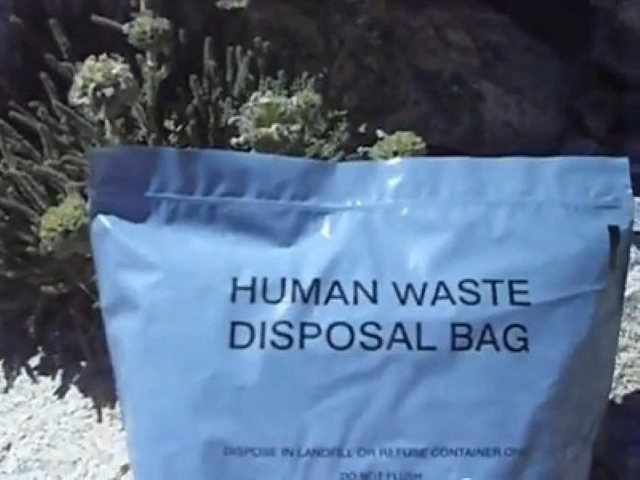 HUMAN WASTE
DISPOSAL BAG
DISPOSE IN LANDFILL OR REFUSE CONTAINER
DO NOT FLUSH